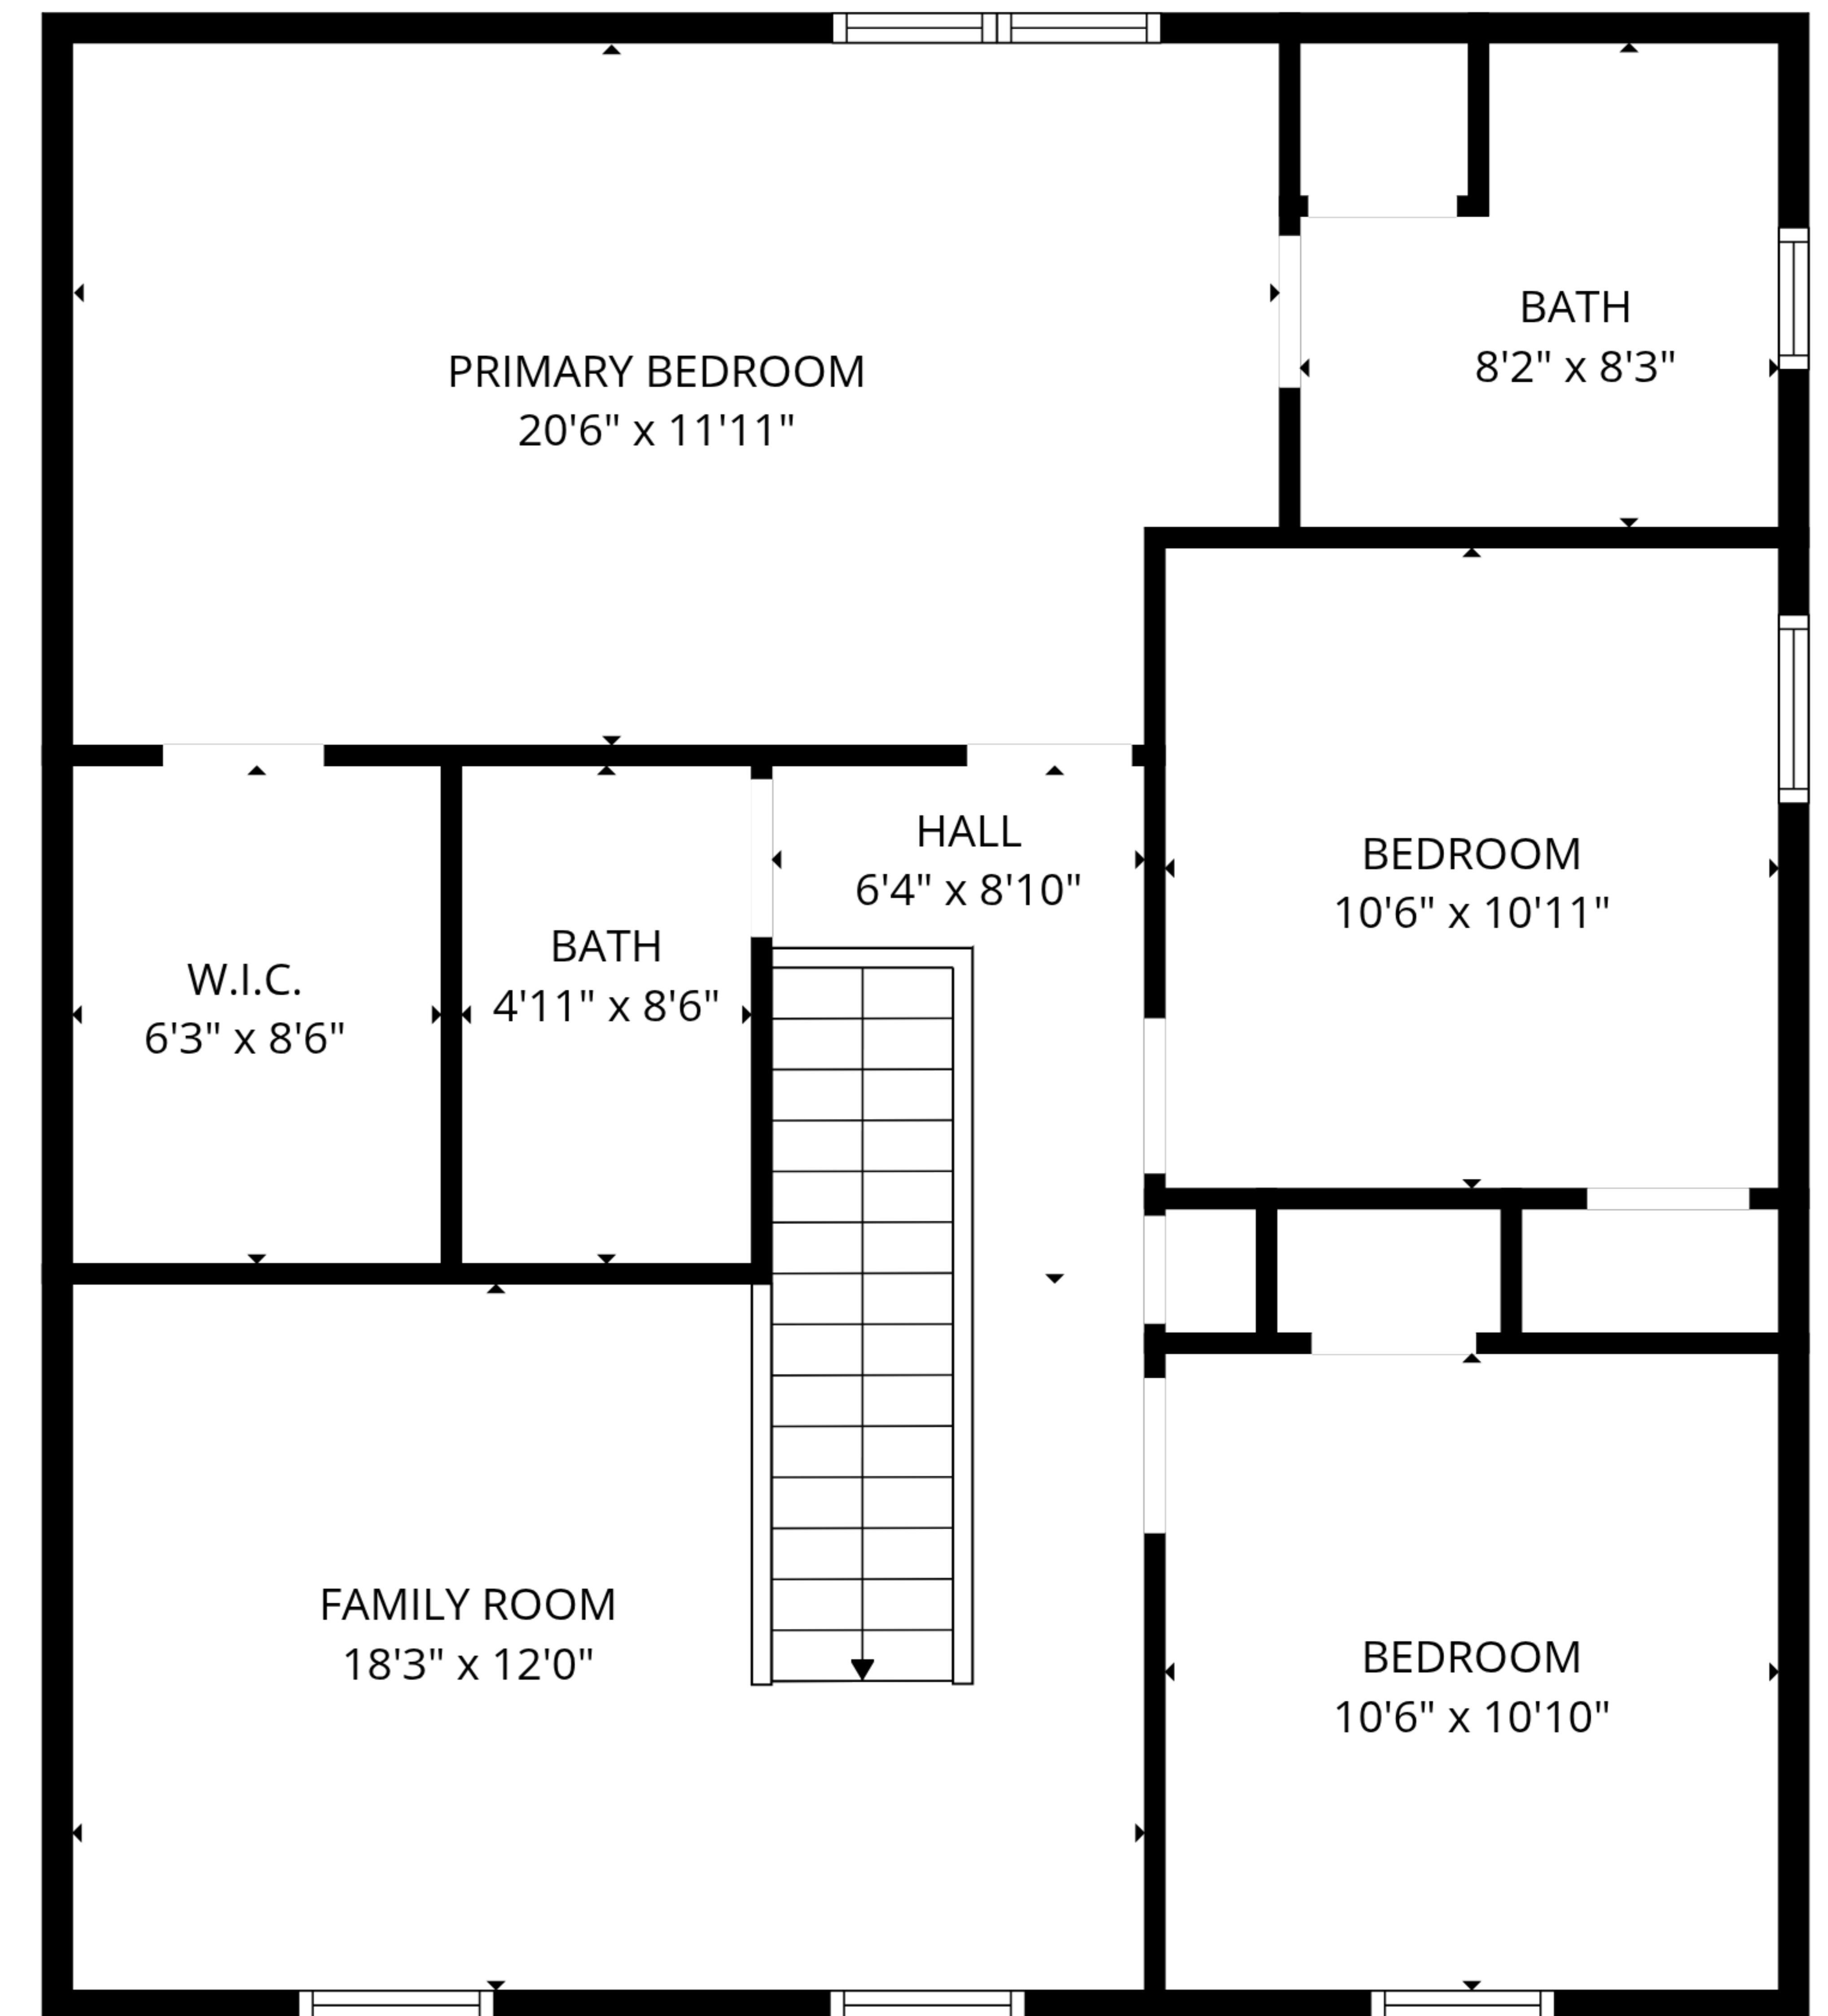 BATH
8'2" x 8'3"
PRIMARY BEDROOM
20'6" x 11'11"
HALL
6'4" x 8'10"
BEDROOM
10'6" x 10'11"
BATH
4'11" x 8'6"
W.I.C.
6'3" x 8'6"
FAMILY ROOM
18'3" x 12'0"
BEDROOM
10'6" x 10'10"